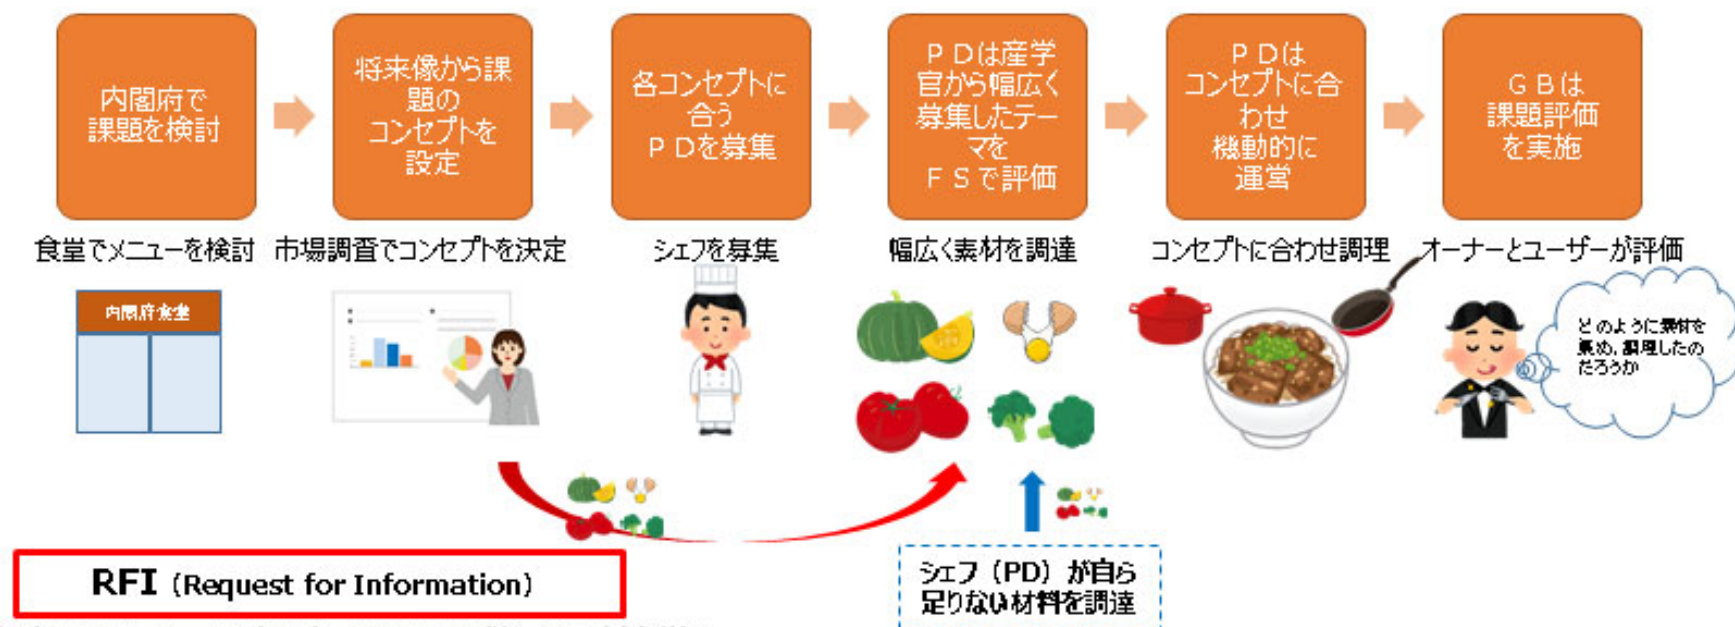 内閣府で
課題を検討
将来像から課
題の
コンセプトを
設定
各コンセプトに
合う
ＰＤを募集
ＰＤは産学
官から幅広く
募集したテー
マを
ＦＳで評価
ＰＤは
コンセプトに合
わせ
機動的に
運営
ＧＢは
課題評価
を実施
食堂でメニューを検討
市場調査でコンセプトを決定
シェフを募集
幅広く素材を調達
コンセプトに合わせ調理
オーナーとユーザーが評価
内閣府食堂
どのように素材を
集め、調理したの
だろうか
RFI (Request for Information)
シェフ（PD）が自ら
足りない材料を調達